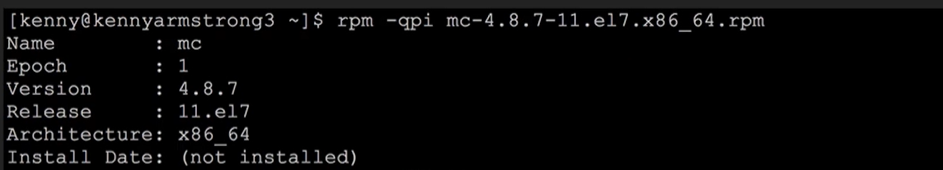 [kenny@kennyarmstrong3 ~]$ rpm -qpi mc-4.8.7-11.el7.x86_64.rpm
Name        : mc
Epoch       : 1
Version     : 4.8.7
Release     : 11.el7
Architecture: x86_64
Install Date: (not installed)